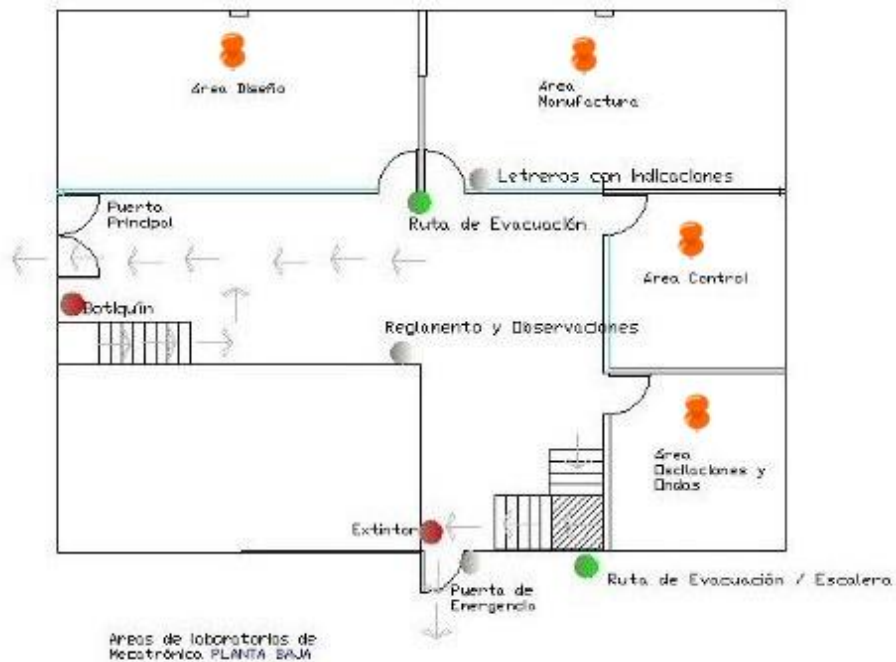 Area Diseño
Area
Manufactura
Letreros con Indicaciones
Puerta
Principal
Ruta de Evacuación
Area Control
Botiquín
Reglamento y Observaciones
Area
Oscilaciones y
Ondas
Extintor
Puerta de
Emergencia
Ruta de Evacuación / Escalera
Areas de laboratorios de
Mecatrónica PLANTA BAJA